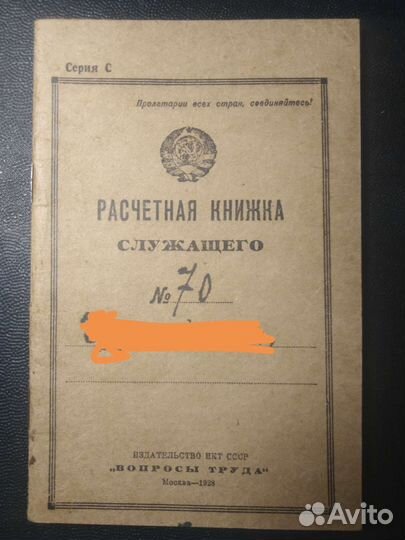 Серия С
Пролетарии всех стран, соединяйтесь!
РАСЧЕТНАЯ КНИЖКА
СЛУЖАЩЕГО
№ 70
ИЗДАТЕЛЬСТВО НКТ СССР
„ВОПРОСЫ ТРУДА"
Москва—1928
Avito